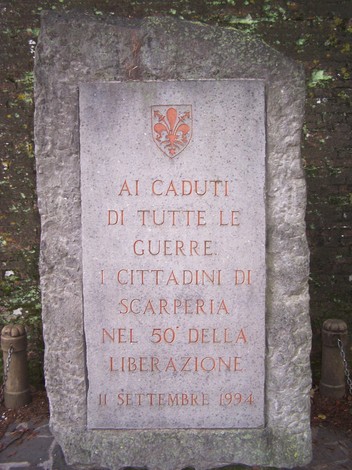 AI CADUTI
DI TUTTE LE
GUERRE
I CITTADINI DI
SCARPERIA
NEL 50° DELLA
LIBERAZIONE
11 SETTEMBRE 1994